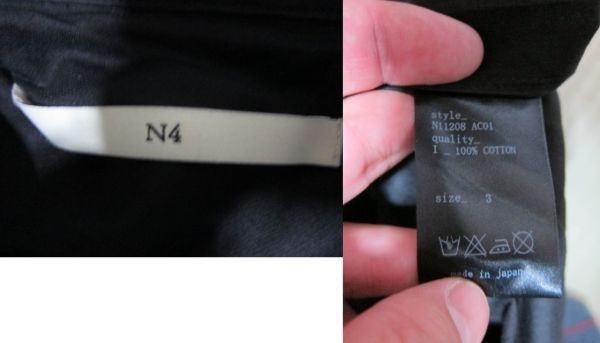 N4
style_
N11208 AC01
quality_
I _ 100% COTTON
size_ 3
made in japan